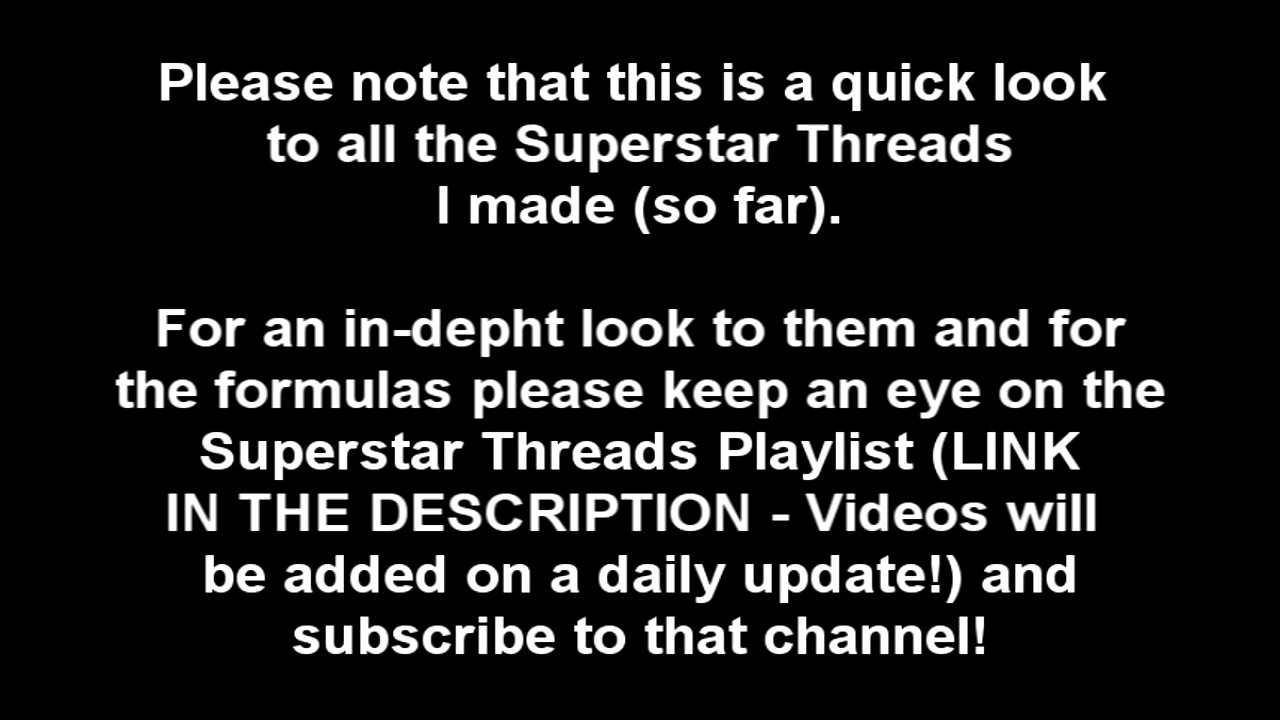 Please note that this is a quick look
to all the Superstar Threads
I made (so far).
For an in-depht look to them and for
the formulas please keep an eye on the
Superstar Threads Playlist (LINK
IN THE DESCRIPTION - Videos will
be added on a daily update!) and
subscribe to that channel!